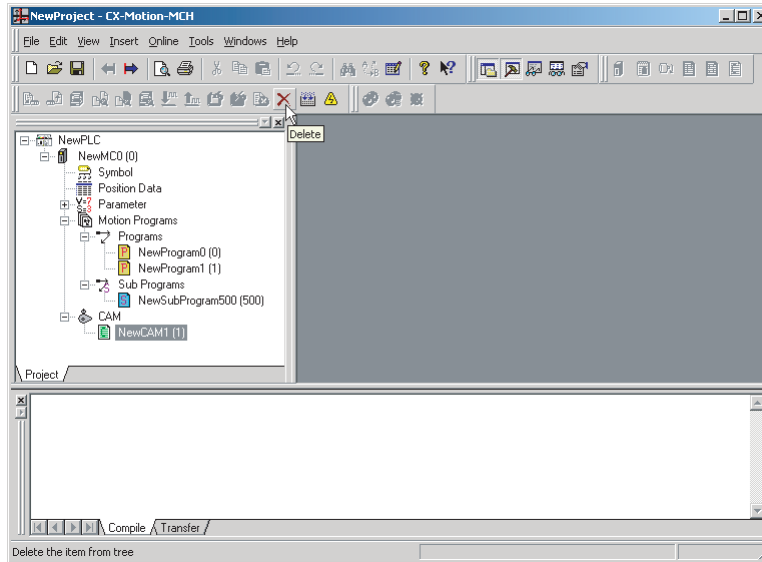 NewProject - CX-Motion-MCH
File Edit View Insert Online Tools Windows Help
Delete
NewPLC
NewMC0 (0)
Symbol
Position Data
Parameter
Motion Programs
Programs
NewProgram0 (0)
NewProgram1 (1)
Sub Programs
NewSubProgram500 (500)
CAM
NewCAM1 (1)
Project
Compile Transfer
Delete the item from tree